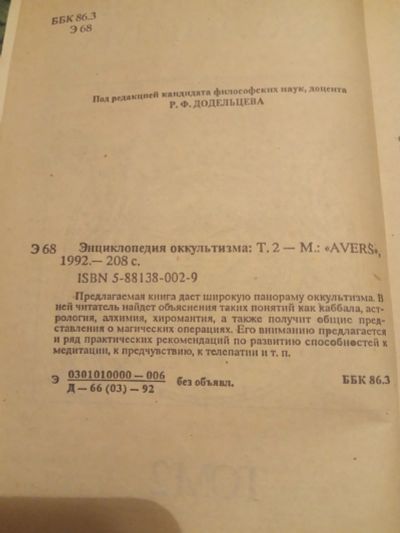 ББК 86.3
Э 68
Под редакцией кандидата философских наук, доцента
Р. Ф. ДОДЕЛЬЦЕВА
Э 68 Энциклопедия оккультизма: Т. 2 — М.: «AVERS»,
1992.— 208 с.
ISBN 5-88138-002-9
Предлагаемая книга даст широкую панораму оккультизма. В
ней читатель найдет объяснения таких понятий как каббала, аст-
рология, алхимия, хиромантия, а также получит общие пред-
ставления о магических операциях. Его вниманию предлагается
и ряд практических рекомендаций по развитию способностей к
медитации, к предчувствию, к телепатии и т. п.
Э 0301010000 — 006 без объявл. ББК 86.3
Д — 66 (03) — 92
ТОМ 2